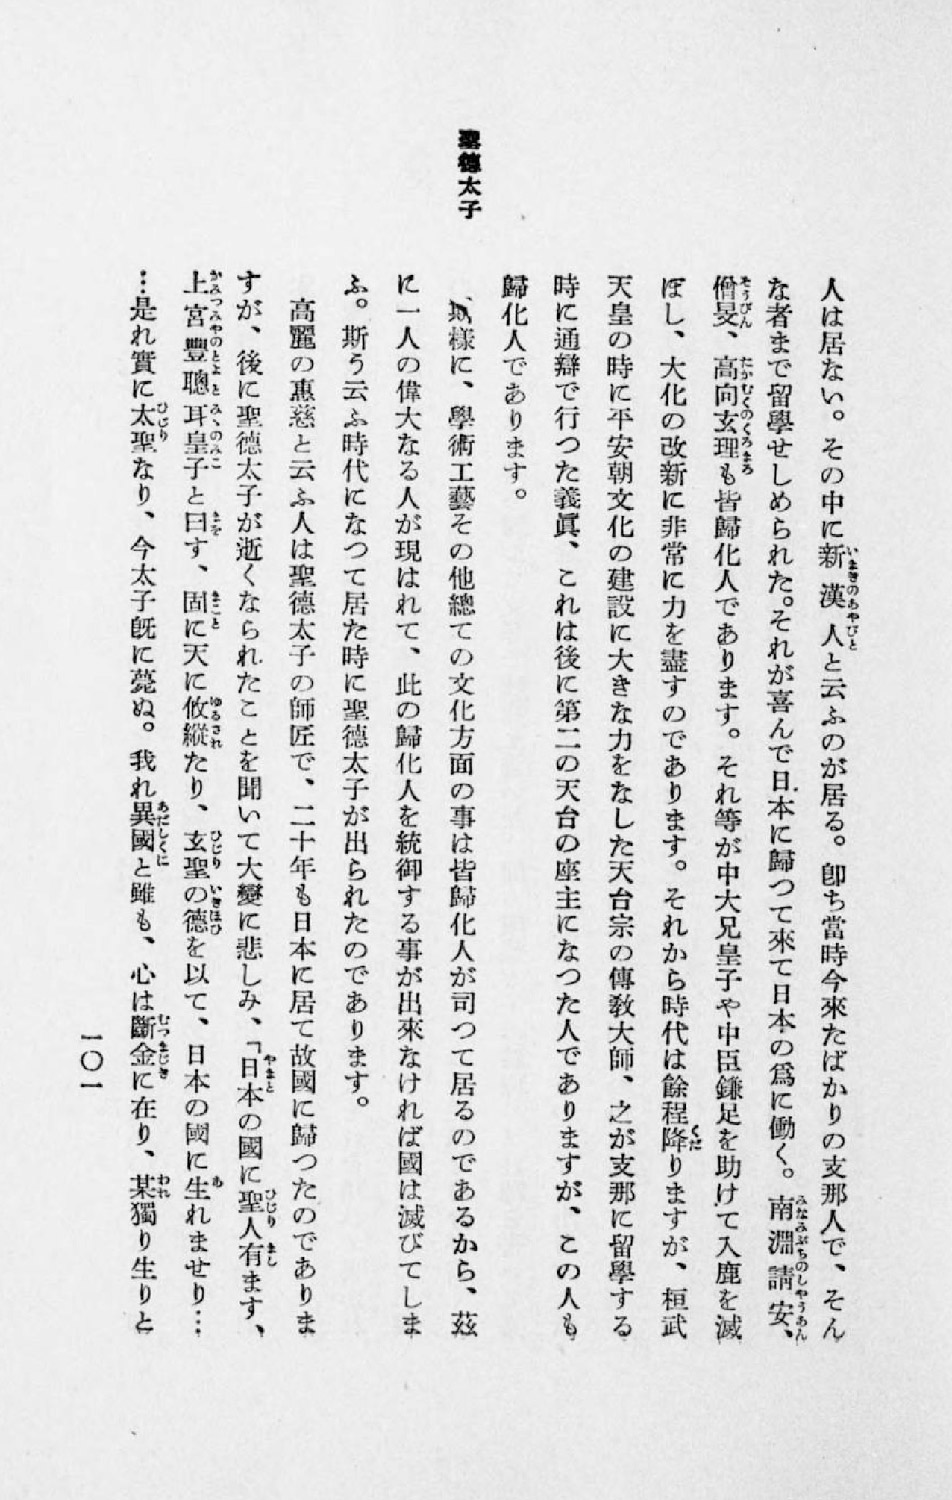 聖德太子
人は居ない。その中に新漢人と云ふのが居る。卽ち當時今來たばかりの支那人で、そん
な者まで留學せしめられた。それが喜んで日本に歸つて來て日本の爲に働く。南淵請安、
僧旻、高向玄理も皆歸化人であります。それ等が中大兄皇子や中臣鎌足を助けて入鹿を滅
ぼし、大化の改新に非常に力を盡すのであります。それから時代は餘程降りますが、桓武
天皇の時に平安朝文化の建設に大きな力をなした天台宗の傳敎大師、之が支那に留學する
時に通辯で行つた義眞、これは後に第二の天台の座主になつた人でありますが、この人も
歸化人であります。
樣に、學術工藝その他總ての文化方面の事は皆歸化人が司つて居るのであるから、茲
に一人の偉大なる人が現はれて、此の歸化人を統御する事が出來なければ國は滅びてしま
ふ。斯う云ふ時代になつて居た時に聖德太子が出られたのであります。
高麗の惠慈と云ふ人は聖德太子の師匠で、二十年も日本に居て故國に歸つたのでありま
すが、後に聖德太子が逝くなられたことを聞いて大變に悲しみ、「日本の國に聖人有ます、
上宮豐聰耳皇子と曰す、固に天に攸縱たり、玄聖の德を以て、日本の國に生れませり…
…是れ實に太聖なり、今太子旣に薨ぬ。我れ異國と雖も、心は斷金に在り、某獨り生りと
一〇一